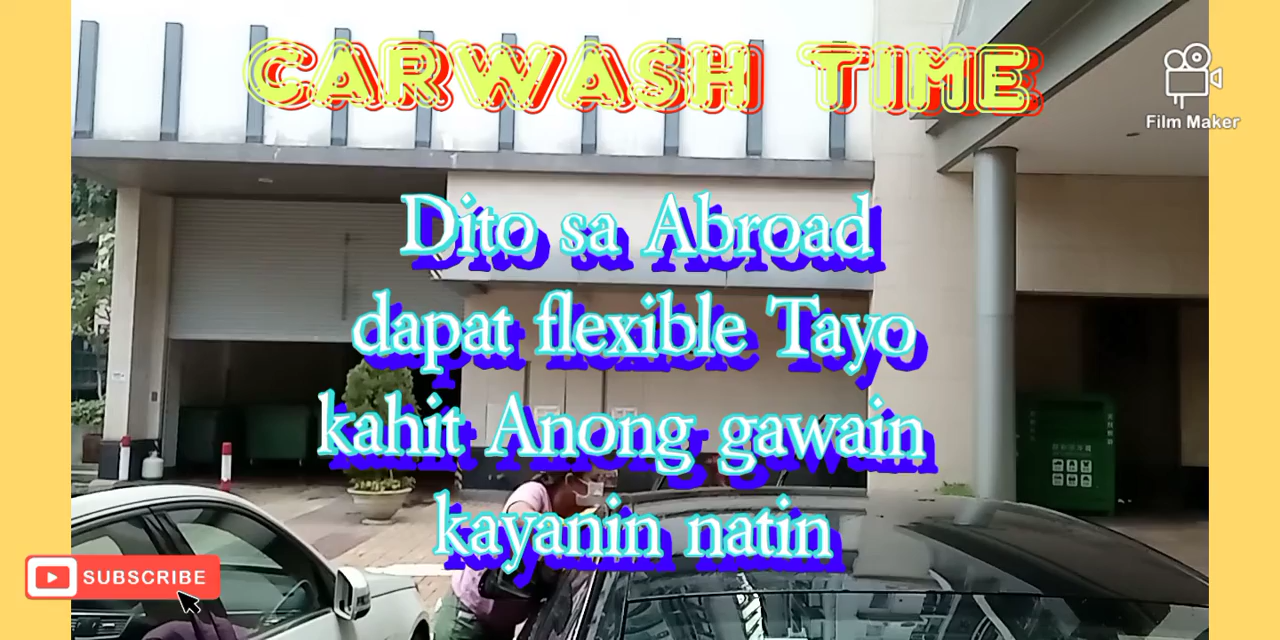 CARWASH TIME
Film Maker
Dito sa Abroad
dapat flexible Tayo
kahit Anong gawain
kayanin natin
SUBSCRIBE